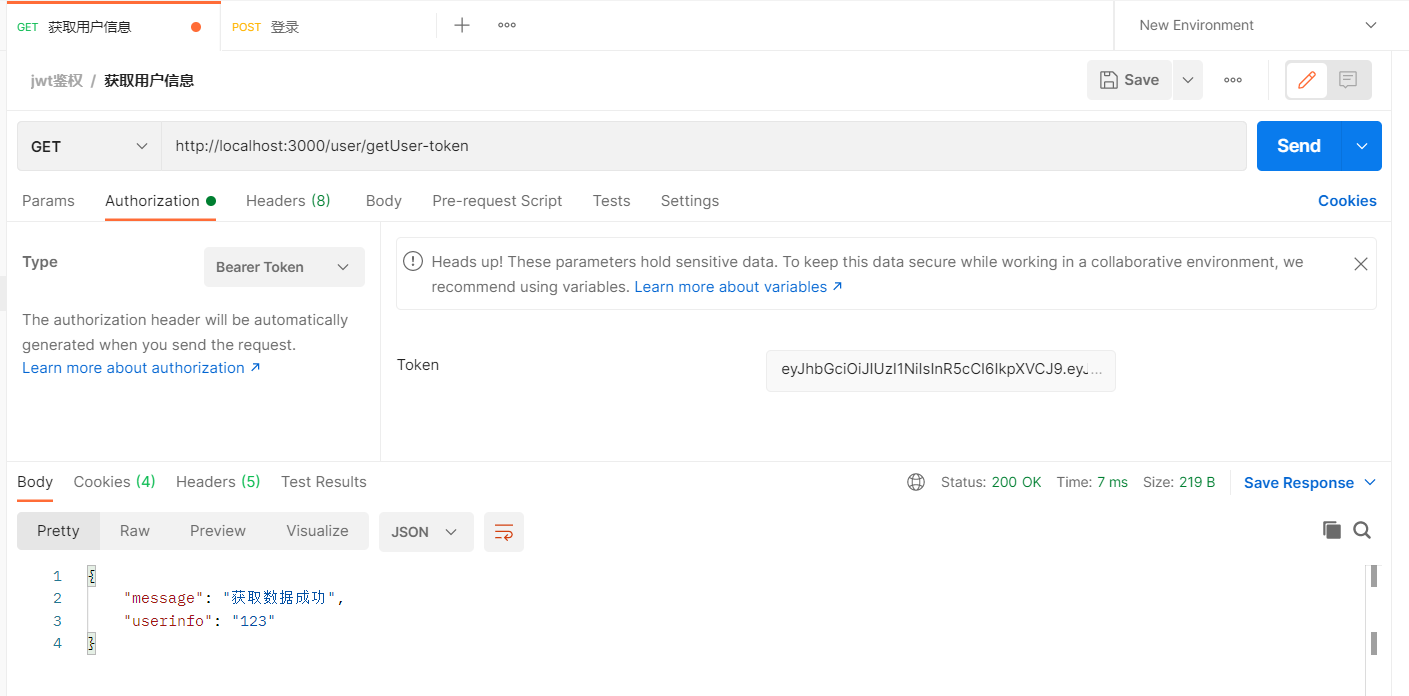 GET 获取用户信息 POST 登录 New Environment
jwt鉴权 / 获取用户信息 Save
GET http://localhost:3000/user/getUser-token Send
Params Authorization Headers (8) Body Pre-request Script Tests Settings Cookies
Type Bearer Token
Heads up! These parameters hold sensitive data. To keep this data secure while working in a collaborative environment, we
recommend using variables. Learn more about variables ↗
The authorization header will be automatically
generated when you send the request.
Learn more about authorization ↗
Token eyJhbGciOiJIUzI1NiIsInR5cCI6IkpXVCJ9.eyJ...
Body Cookies (4) Headers (5) Test Results Status: 200 OK Time: 7 ms Size: 219 B Save Response
Pretty Raw Preview Visualize JSON
1 {
2 "message": "获取数据成功",
3 "userinfo": "123"
4 }